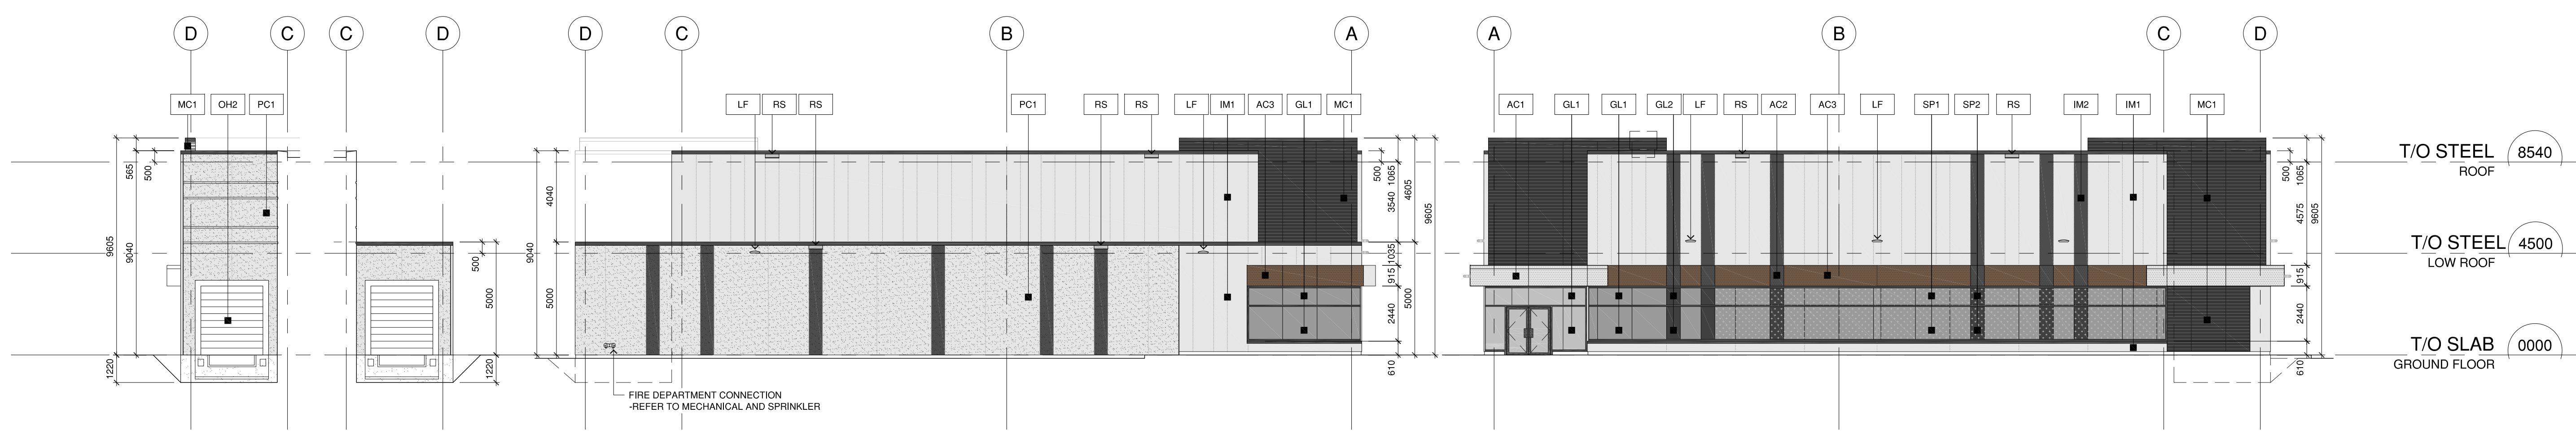 D
C
C
D
D
C
B
A
A
B
C
D
MC1
OH2
PC1
LF
RS
RS
PC1
RS
RS
LF
IM1
AC3
GL1
MC1
AC1
GL1
GL1
GL2
LF
RS
AC2
AC3
LF
SP1
SP2
RS
IM2
IM1
MC1
9605
565
9040
500
1220
500
5000
1220
9040
4040
5000
500
1065
3540
4605
9605
1035
915
2440
5000
610
500
1065
4575
9605
915
2440
610
T/O STEEL 8540
ROOF
T/O STEEL 4500
LOW ROOF
T/O SLAB 0000
GROUND FLOOR
FIRE DEPARTMENT CONNECTION
-REFER TO MECHANICAL AND SPRINKLER